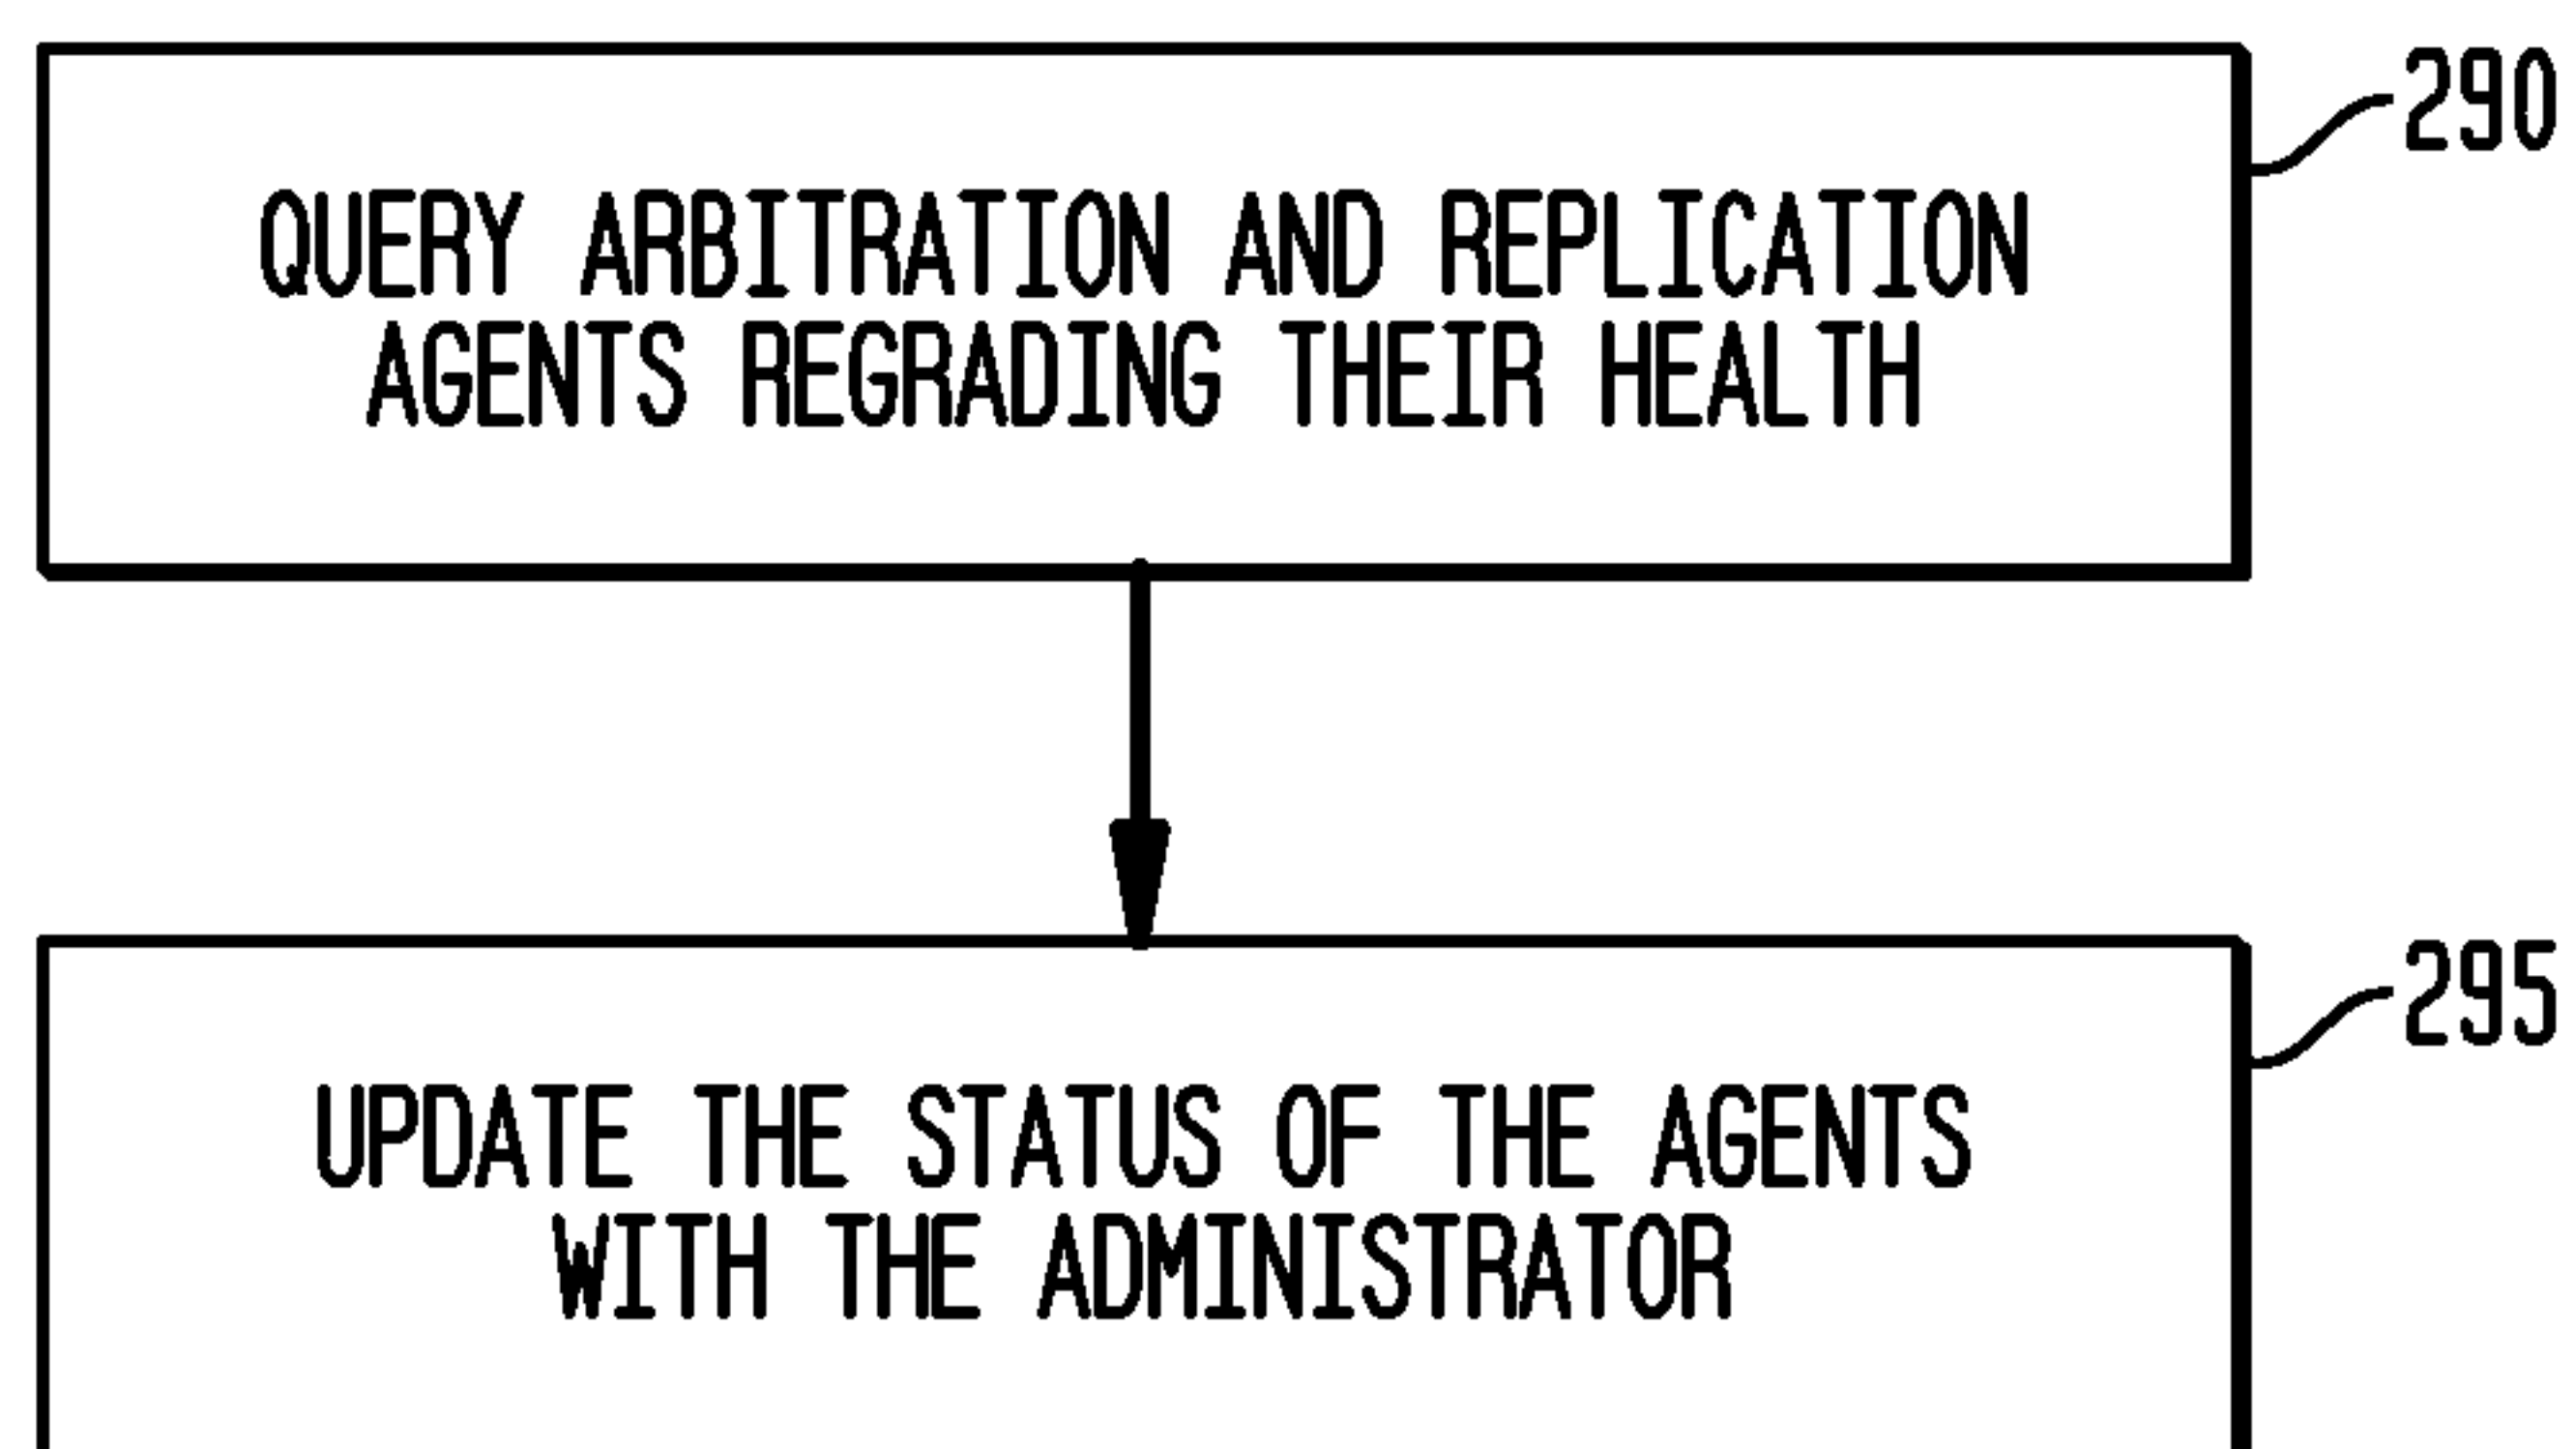 290
QUERY ARBITRATION AND REPLICATION
AGENTS REGRADING THEIR HEALTH
295
UPDATE THE STATUS OF THE AGENTS
WITH THE ADMINISTRATOR